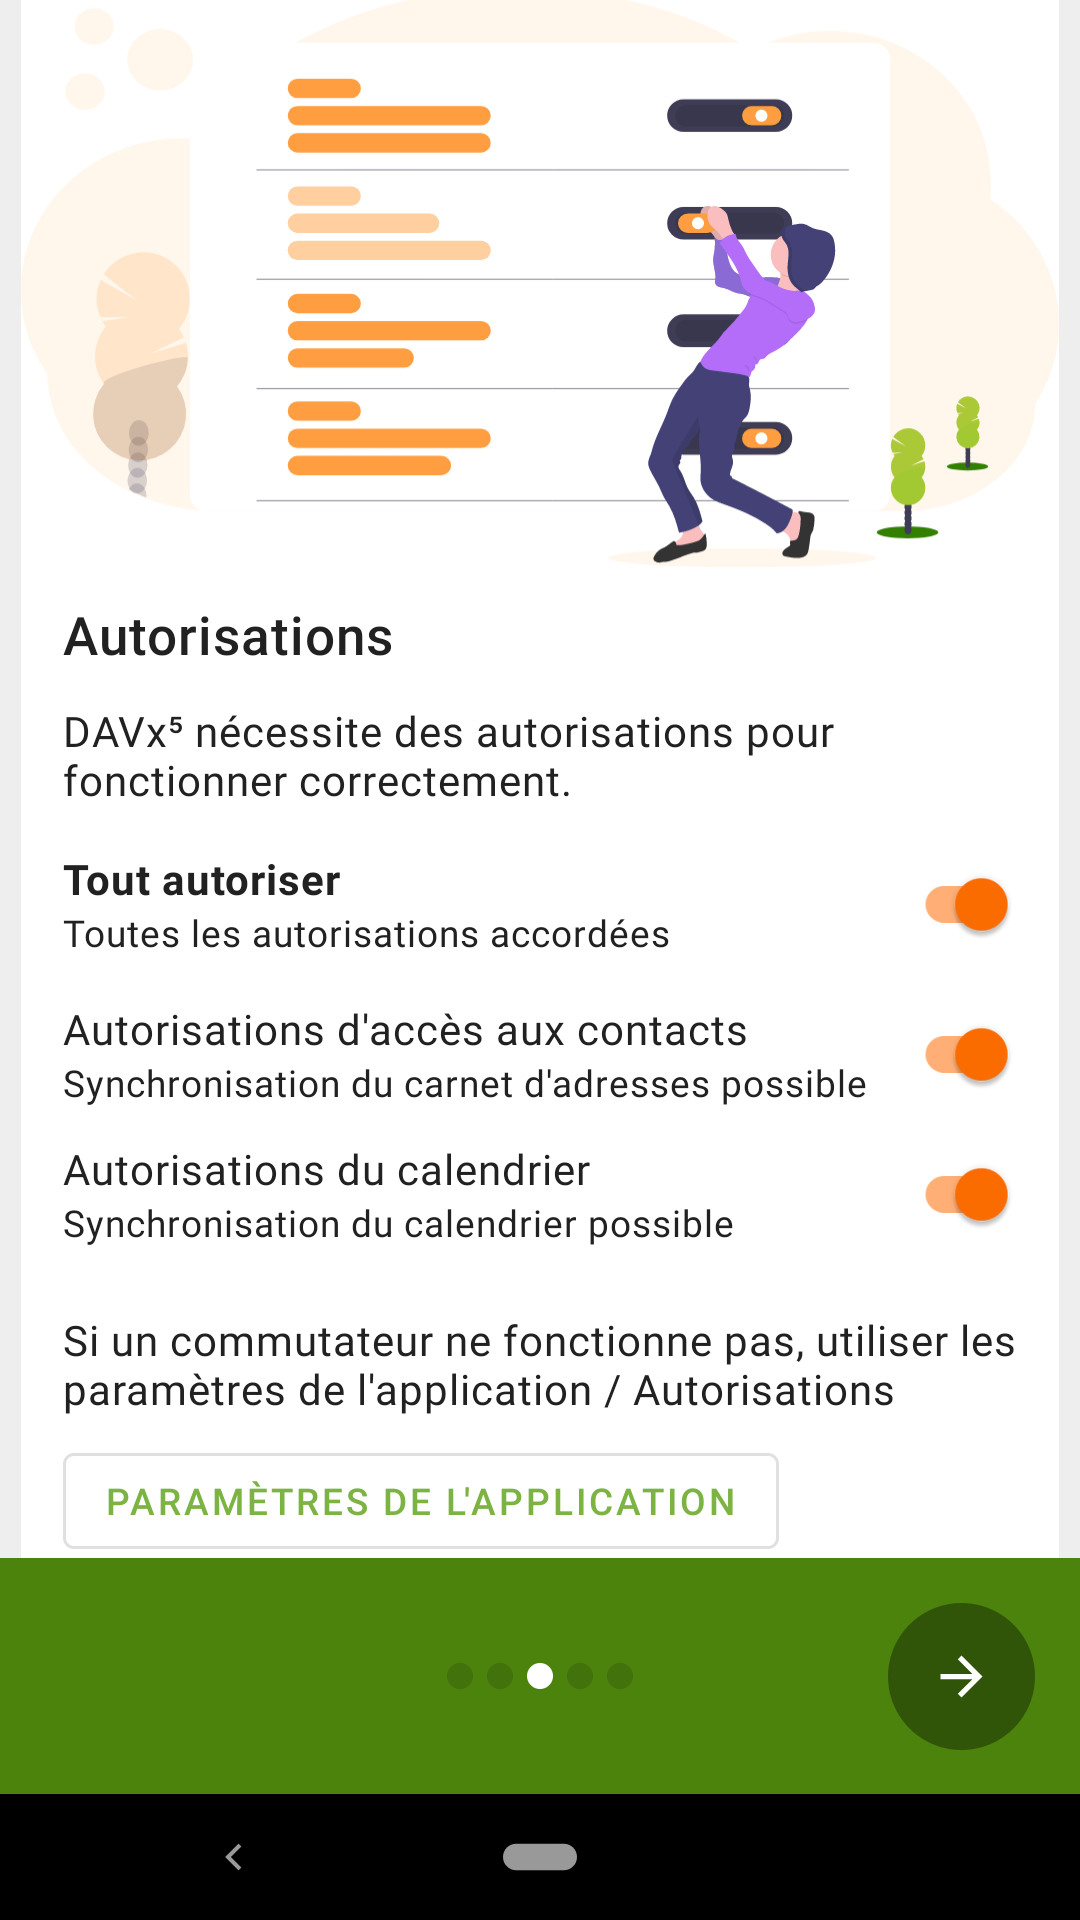 Autorisations
DAVx⁵ nécessite des autorisations pour
fonctionner correctement.
Tout autoriser
Toutes les autorisations accordées
Autorisations d'accès aux contacts
Synchronisation du carnet d'adresses possible
Autorisations du calendrier
Synchronisation du calendrier possible
Si un commutateur ne fonctionne pas, utiliser les
paramètres de l'application / Autorisations
PARAMÈTRES DE L'APPLICATION